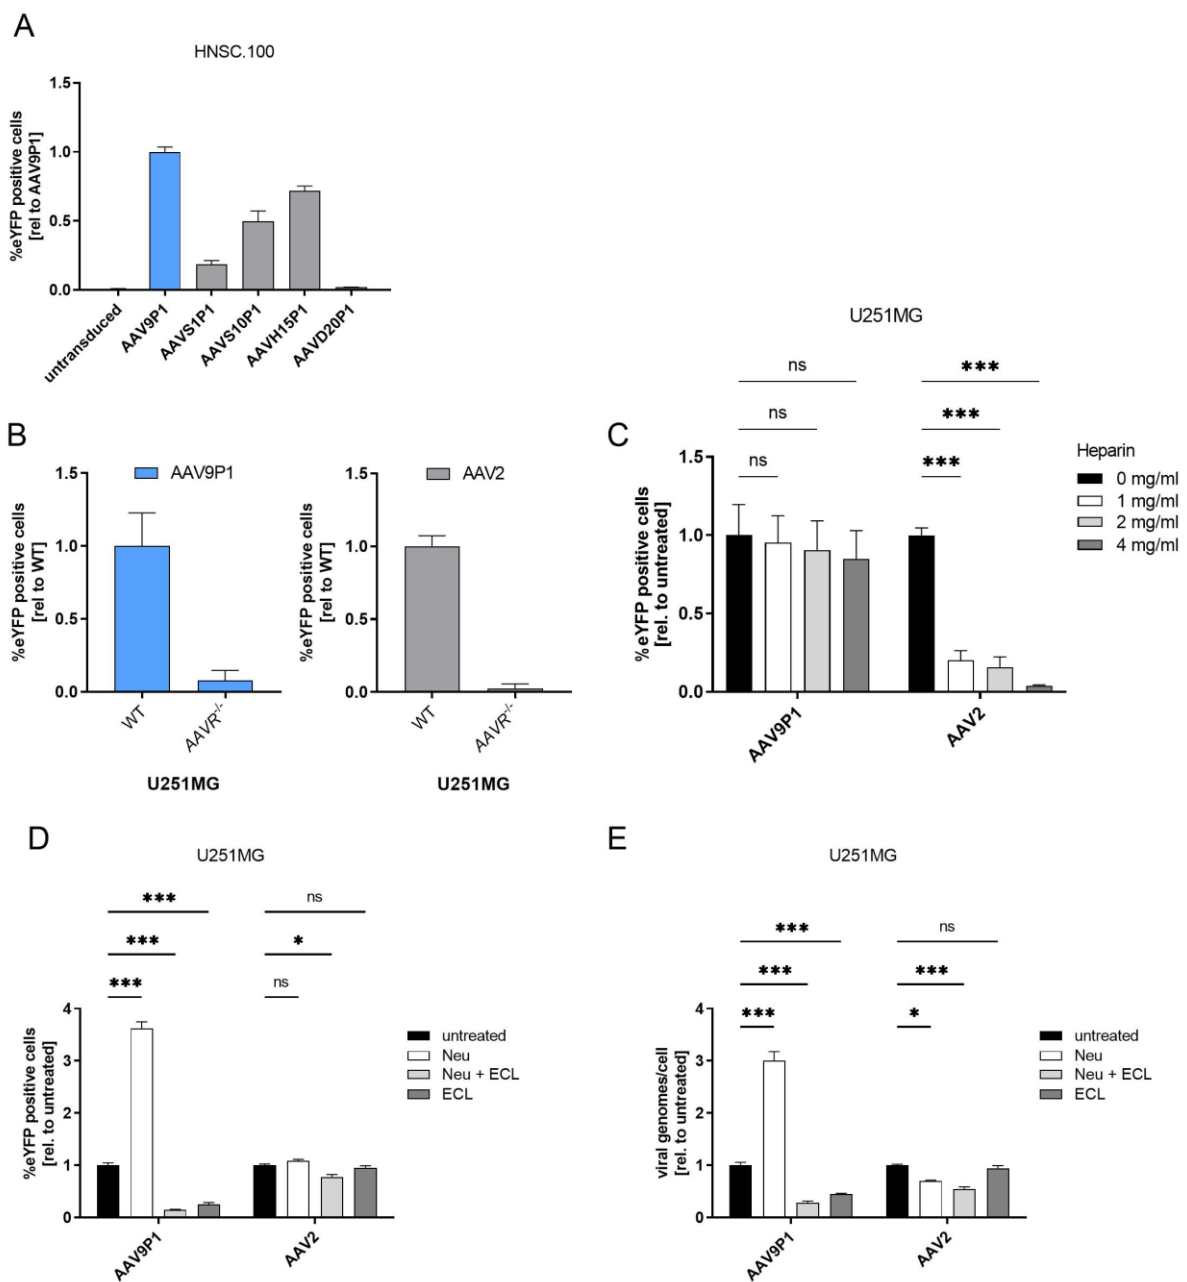 A
HNSC.100
%eYFP positive cells
[rel to AAV9P1]
1.5
1.0
0.5
0.0
untransduced
AAV9P1
AAVS1P1
AAVS10P1
AAVH15P1
AAVD20P1
B
AAV9P1
%eYFP positive cells
[rel to WT]
1.5
1.0
0.5
0.0
WT
AAVR-/-
U251MG
AAV2
%eYFP positive cells
[rel to WT]
1.5
1.0
0.5
0.0
WT
AAVR-/-
U251MG
C
U251MG
ns
***
ns
***
ns
***
%eYFP positive cells
[rel. to untreated]
1.5
1.0
0.5
0.0
AAV9P1
AAV2
Heparin
0 mg/ml
1 mg/ml
2 mg/ml
4 mg/ml
D
U251MG
***
ns
***
*
***
ns
%eYFP positive cells
[rel. to untreated]
4
3
2
1
0
AAV9P1
AAV2
untreated
Neu
Neu + ECL
ECL
E
U251MG
***
ns
***
***
***
*
viral genomes/cell
[rel. to untreated]
4
3
2
1
0
AAV9P1
AAV2
untreated
Neu
Neu + ECL
ECL